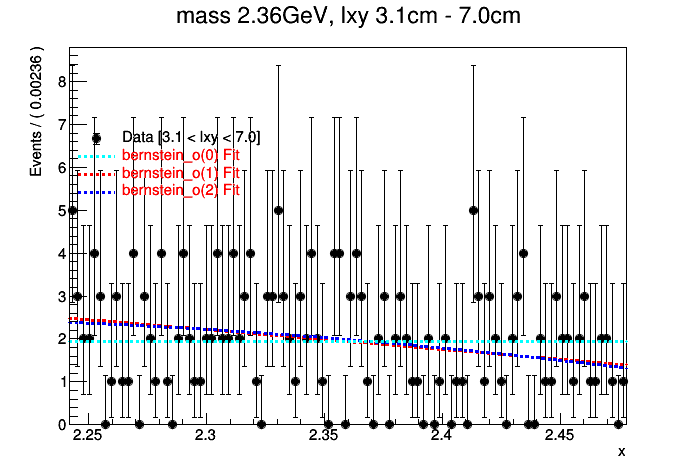 mass 2.36GeV, lxy 3.1cm - 7.0cm
Events / ( 0.00236 )
8
7
6
5
4
3
2
1
0
Data [3.1 < lxy < 7.0]
bernstein_o(0) Fit
bernstein_o(1) Fit
bernstein_o(2) Fit
2.25 2.3 2.35 2.4 2.45
x